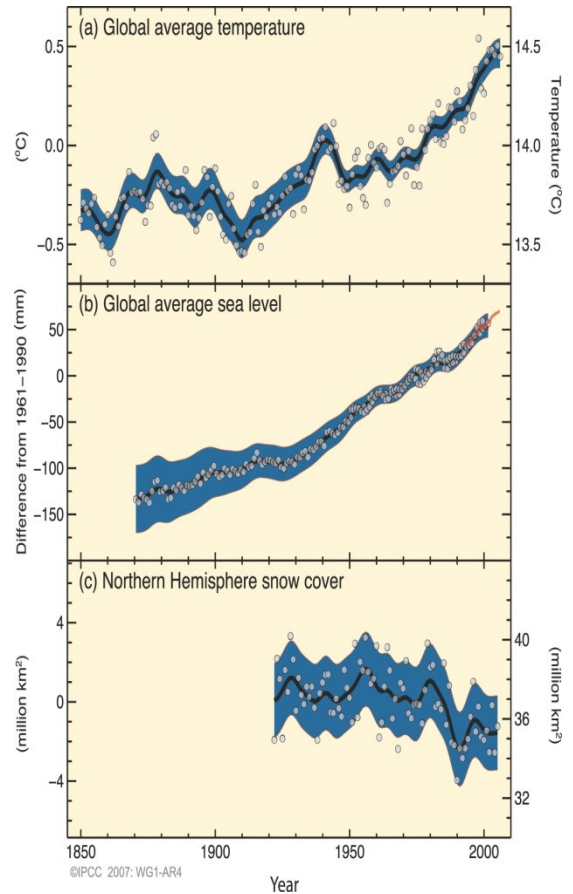 (a) Global average temperature
0.5
0.0
−0.5
(°C)
14.5
14.0
13.5
Temperature (°C)
(b) Global average sea level
50
0
−50
−100
−150
Difference from 1961–1990
(mm)
(c) Northern Hemisphere snow cover
4
0
−4
(million km²)
40
36
32
(million km²)
1850
1900
1950
2000
©IPCC 2007: WG1-AR4
Year